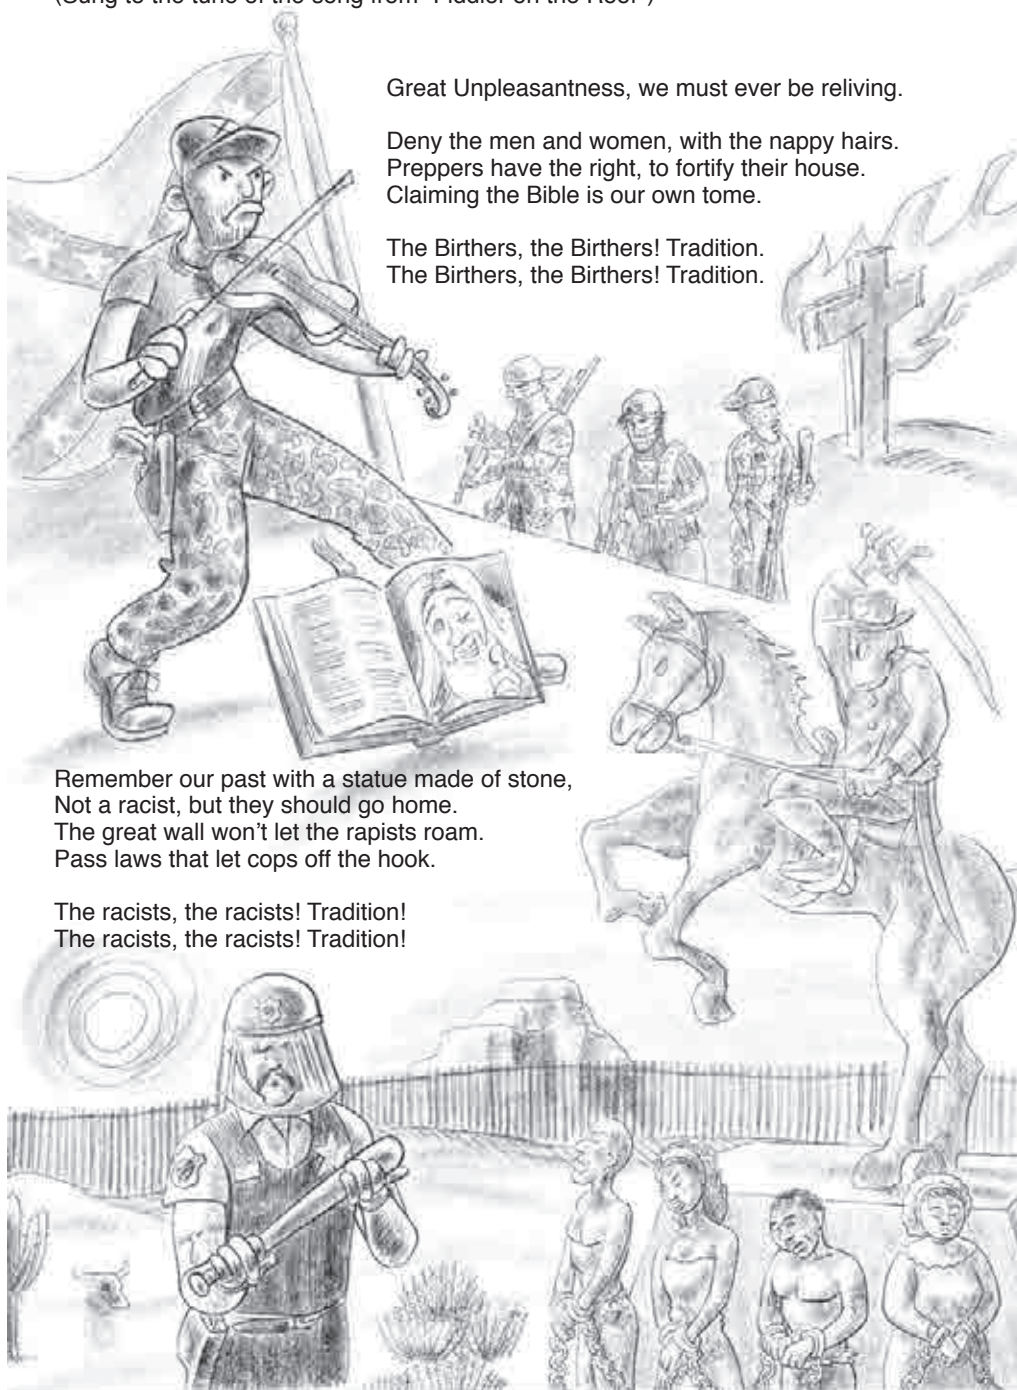 (Sung to the tune of the song from “Fiddler on the Roof”)
Great Unpleasantness, we must ever be reliving.
Deny the men and women, with the nappy hairs.
Preppers have the right, to fortify their house.
Claiming the Bible is our own tome.
The Birthers, the Birthers! Tradition.
The Birthers, the Birthers! Tradition.
Remember our past with a statue made of stone,
Not a racist, but they should go home.
The great wall won’t let the rapists roam.
Pass laws that let cops off the hook.
The racists, the racists! Tradition!
The racists, the racists! Tradition!